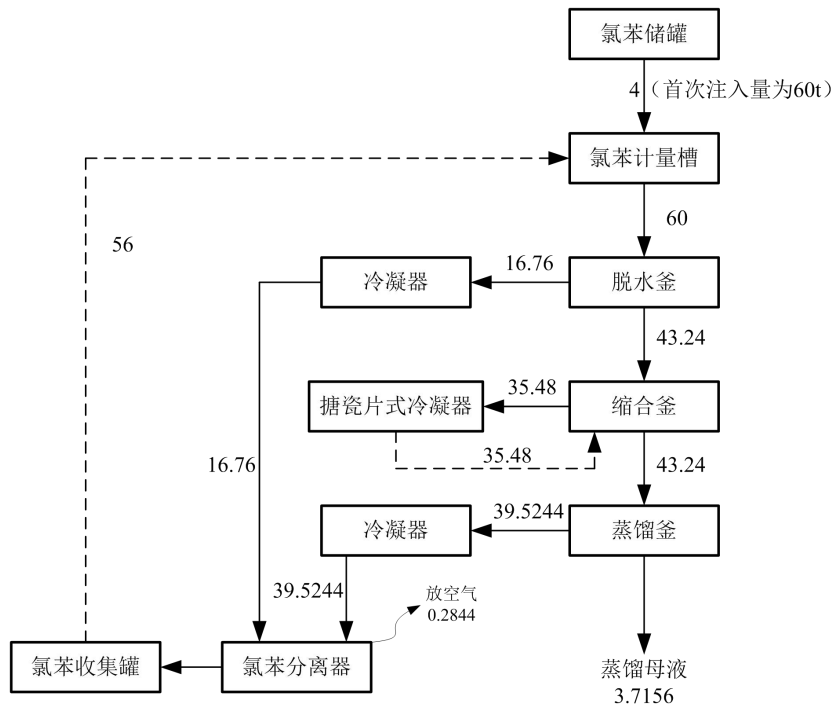 氯苯储罐
4（首次注入量为60t）
氯苯计量槽
56
60
冷凝器
16.76
脱水釜
43.24
搪瓷片式冷凝器
35.48
缩合釜
35.48
16.76
43.24
冷凝器
39.5244
蒸馏釜
39.5244
放空气
0.2844
氯苯收集罐
氯苯分离器
蒸馏母液
3.7156